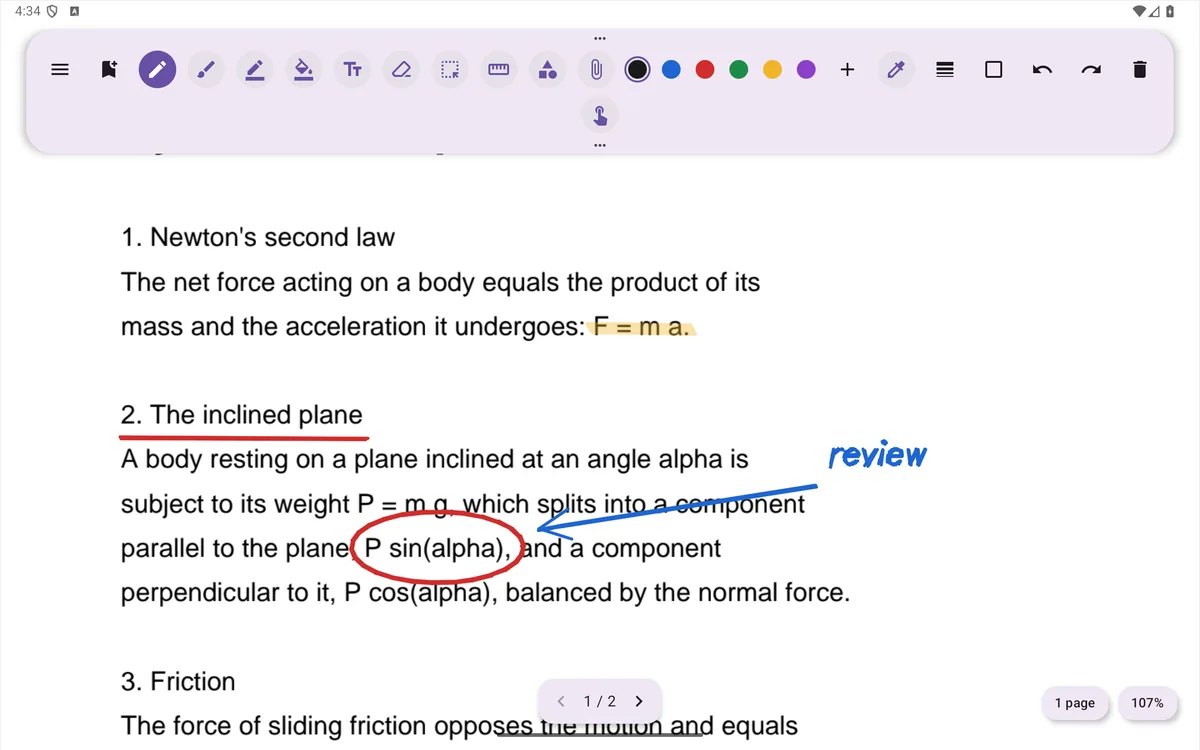 4:34
1. Newton's second law
The net force acting on a body equals the product of its
mass and the acceleration it undergoes: F = m a.
2. The inclined plane
A body resting on a plane inclined at an angle alpha is
review
subject to its weight P = m g, which splits into a component
parallel to the plane, P sin(alpha), and a component
perpendicular to it, P cos(alpha), balanced by the normal force.
3. Friction
The force of sliding friction opposes the motion and equals
1 / 2
1 page
107%